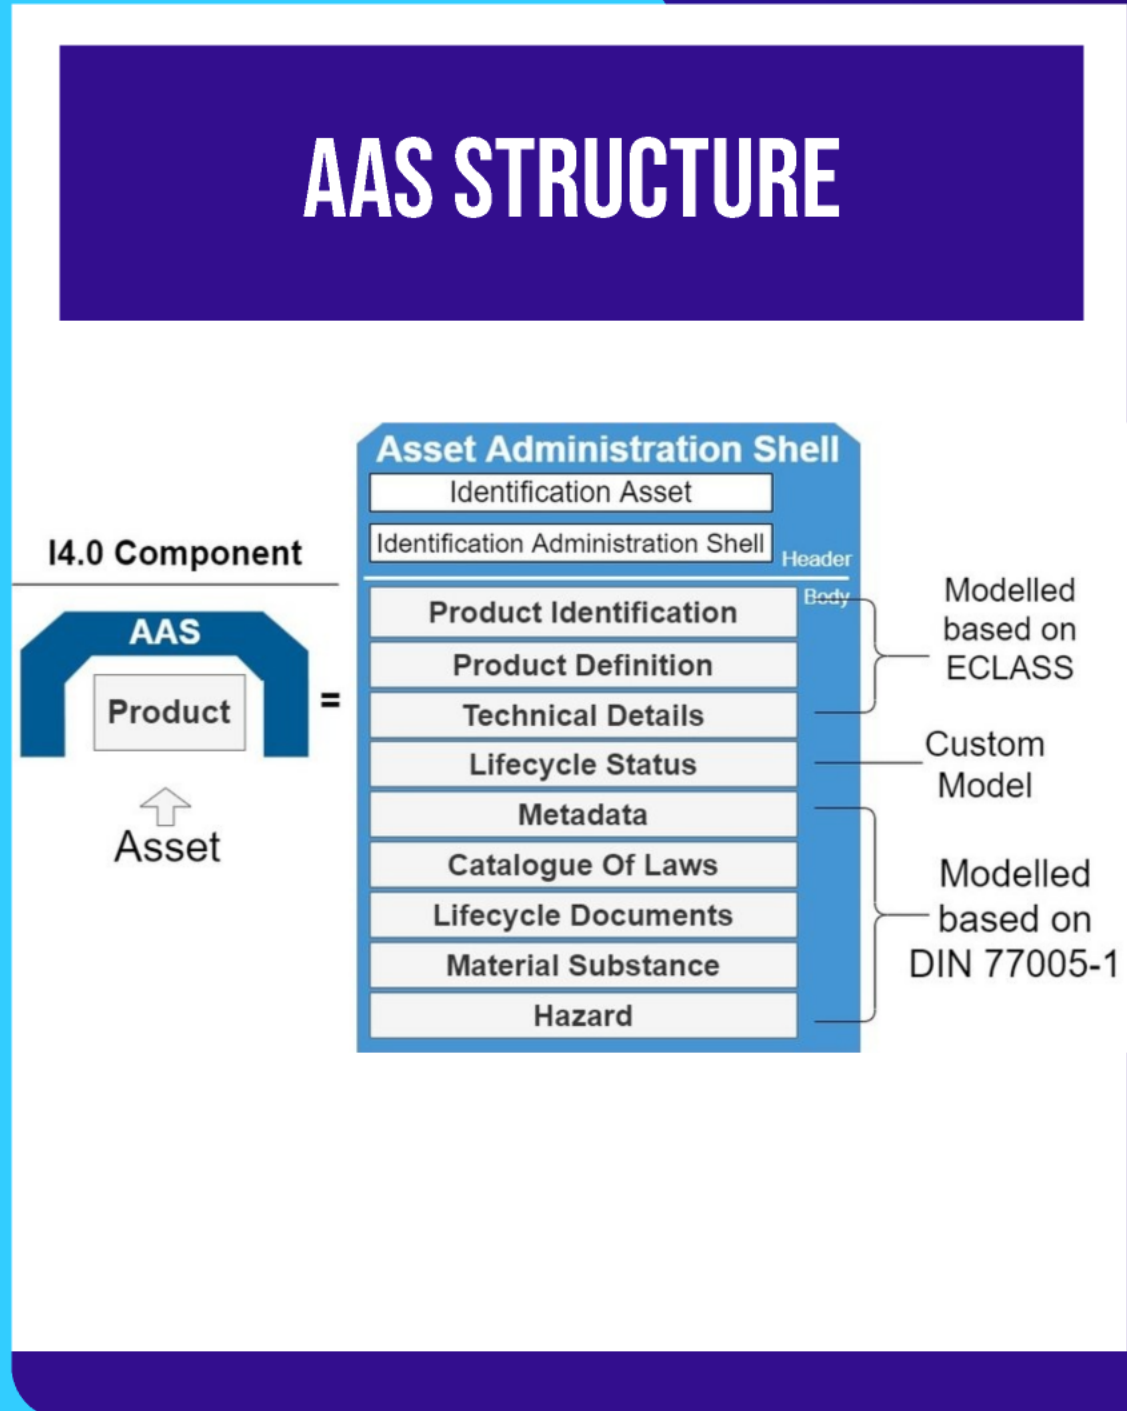 AAS STRUCTURE
I4.0 Component
AAS
Product
=
Asset
Asset Administration Shell
Identification Asset
Identification Administration Shell
Header
Body
Product Identification
Product Definition
Technical Details
Lifecycle Status
Metadata
Catalogue Of Laws
Lifecycle Documents
Material Substance
Hazard
Modelled
based on
ECLASS
Custom
Model
Modelled
based on
DIN 77005-1